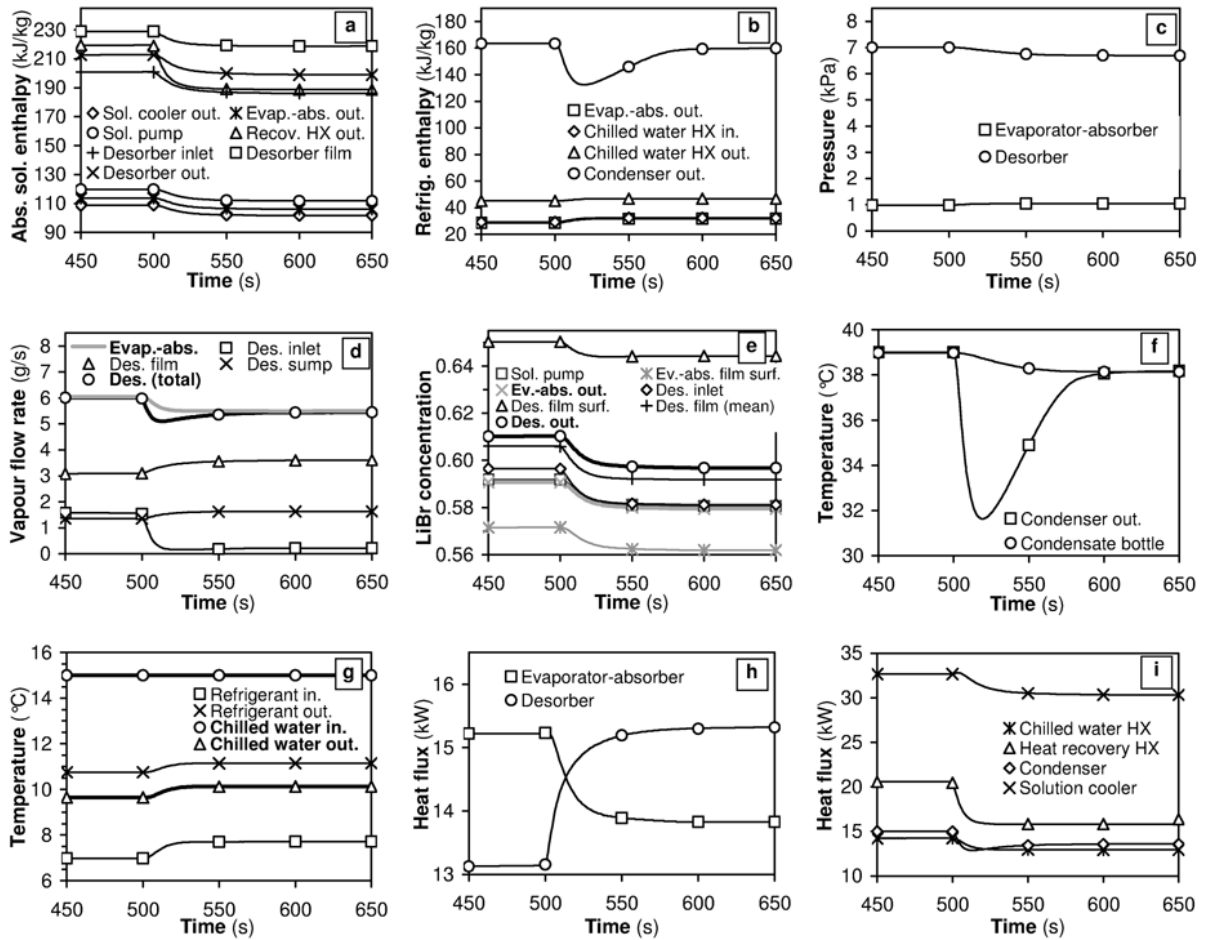 a
Abs. sol. enthalpy (kJ/kg)
230
210
190
170
150
130
110
90
Sol. cooler out.
Evap.-abs. out.
Sol. pump
Recov. HX out.
Desorber inlet
Desorber film
Desorber out.
450 500 550 600 650
Time (s)
b
Refrig. enthalpy (kJ/kg)
180
160
140
120
100
80
60
40
20
Evap.-abs. out.
Chilled water HX in.
Chilled water HX out.
Condenser out.
450 500 550 600 650
Time (s)
c
Pressure (kPa)
8
7
6
5
4
3
2
1
0
Evaporator-absorber
Desorber
450 500 550 600 650
Time (s)
d
Vapour flow rate (g/s)
8
7
6
5
4
3
2
1
0
Evap.-abs.
Des. inlet
Des. film
Des. sump
Des. (total)
450 500 550 600 650
Time (s)
e
LiBr concentration
0.64
0.62
0.60
0.58
0.56
Sol. pump
Ev.-abs. film surf.
Ev.-abs. out.
Des. inlet
Des. film surf.
Des. film (mean)
Des. out.
450 500 550 600 650
Time (s)
f
Temperature (°C)
40
38
36
34
32
30
Condenser out.
Condensate bottle
450 500 550 600 650
Time (s)
g
Temperature (°C)
16
14
12
10
8
6
Refrigerant in.
Refrigerant out.
Chilled water in.
Chilled water out.
450 500 550 600 650
Time (s)
h
Heat flux (kW)
16
15
14
13
Evaporator-absorber
Desorber
450 500 550 600 650
Time (s)
i
Heat flux (kW)
35
30
25
20
15
10
Chilled water HX
Heat recovery HX
Condenser
Solution cooler
450 500 550 600 650
Time (s)